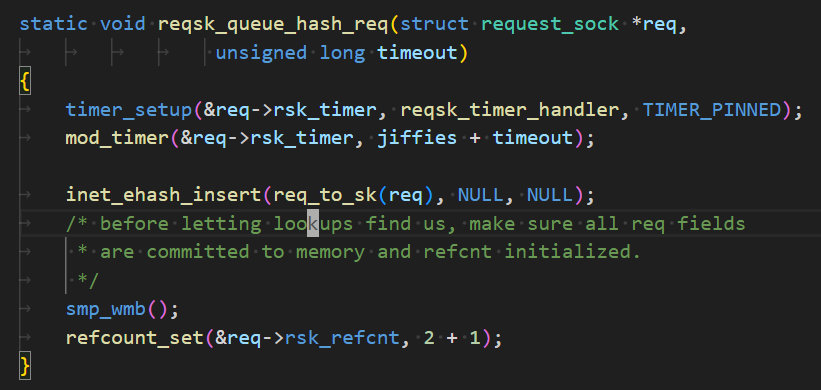 static void reqsk_queue_hash_req(struct request_sock *req,
unsigned long timeout)
{
timer_setup(&req->rsk_timer, reqsk_timer_handler, TIMER_PINNED);
mod_timer(&req->rsk_timer, jiffies + timeout);
inet_ehash_insert(req_to_sk(req), NULL, NULL);
/* before letting lookups find us, make sure all req fields
* are committed to memory and refcnt initialized.
*/
smp_wmb();
refcount_set(&req->rsk_refcnt, 2 + 1);
}